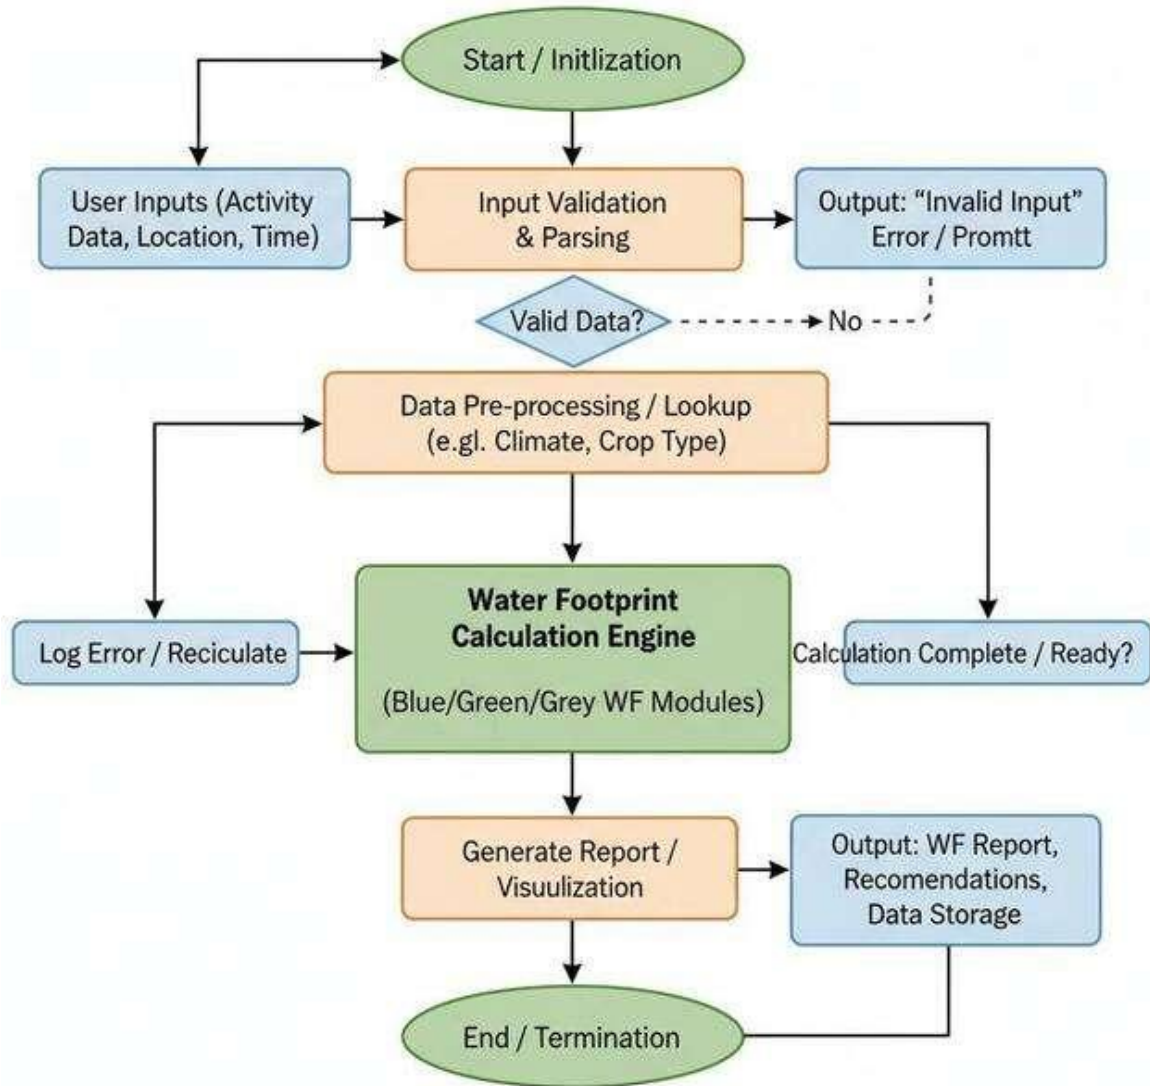 Start / Initlization
User Inputs (Activity
Data, Location, Time)
Input Validation
& Parsing
Output: “Invalid Input”
Error / Promtt
Valid Data?
No
Data Pre-processing / Lookup
(e.gl. Climate, Crop Type)
Log Error / Reciculate
Water Footprint
Calculation Engine
(Blue/Green/Grey WF Modules)
Calculation Complete / Ready?
Generate Report /
Visuulization
Output: WF Report,
Recomendations,
Data Storage
End / Termination